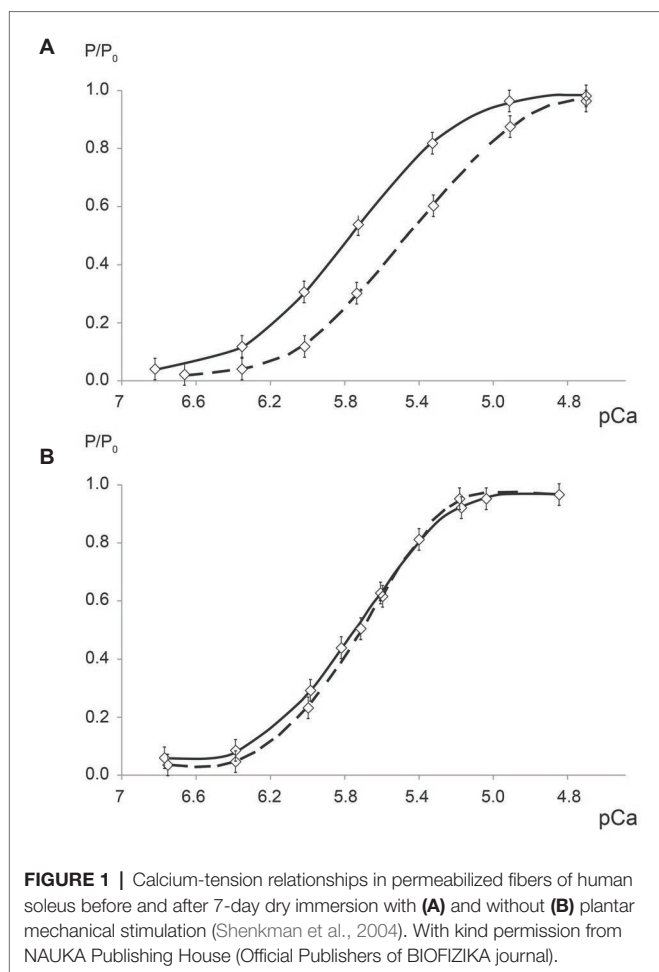 A
P/P₀
1.0
0.8
0.6
0.4
0.2
0.0
7 6.6 6.2 5.8 5.4 5.0 4.8
pCa
B
P/P₀
1.0
0.8
0.6
0.4
0.2
0.0
7 6.6 6.2 5.8 5.4 5.0 4.8
pCa
FIGURE 1 | Calcium-tension relationships in permeabilized fibers of human
soleus before and after 7-day dry immersion with (A) and without (B) plantar
mechanical stimulation (Shenkman et al., 2004). With kind permission from
NAUKA Publishing House (Official Publishers of BIOFIZIKA journal).